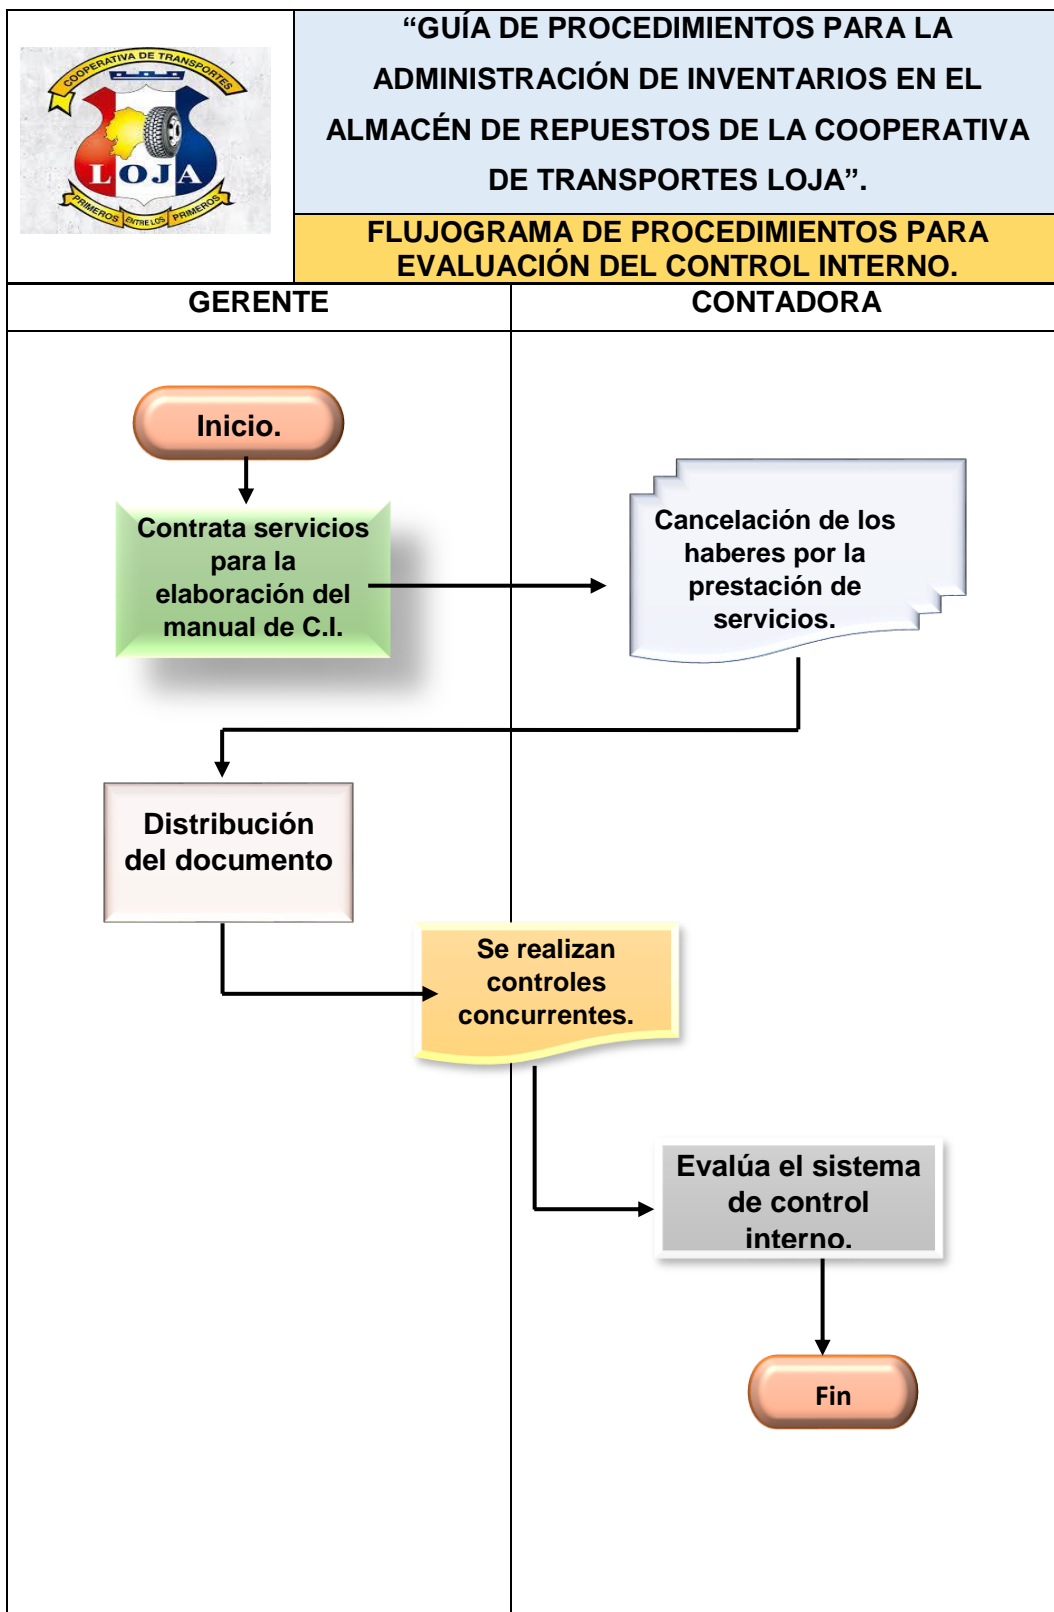 COOPERATIVA DE TRANSPORTES
LOJA
PRIMEROS ENTRE LOS PRIMEROS
“GUÍA DE PROCEDIMIENTOS PARA LA
ADMINISTRACIÓN DE INVENTARIOS EN EL
ALMACÉN DE REPUESTOS DE LA COOPERATIVA
DE TRANSPORTES LOJA”.
FLUJOGRAMA DE PROCEDIMIENTOS PARA
EVALUACIÓN DEL CONTROL INTERNO.
GERENTE
CONTADORA
Inicio.
Contrata servicios
para la
elaboración del
manual de C.I.
Cancelación de los
haberes por la
prestación de
servicios.
Distribución
del documento
Se realizan
controles
concurrentes.
Evalúa el sistema
de control
interno.
Fin